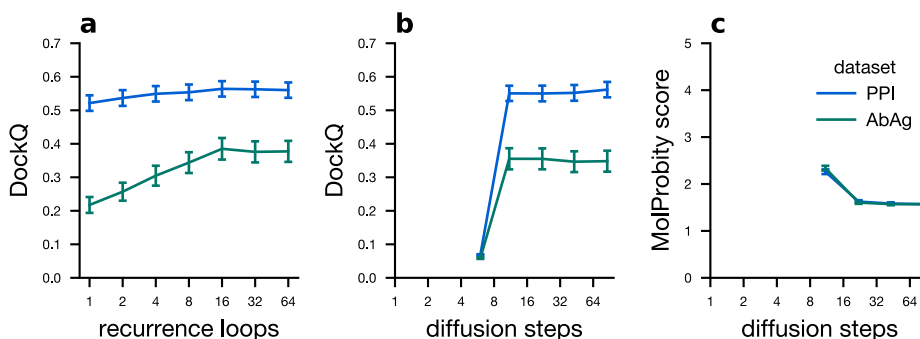 a
b
c
0.7
0.6
0.5
0.4
0.3
0.2
0.1
0.0
DockQ
1 2 4 8 16 32 64
recurrence loops
0.7
0.6
0.5
0.4
0.3
0.2
0.1
0.0
DockQ
1 2 4 8 16 32 64
diffusion steps
5
4
3
2
1
0
MolProbity score
dataset
PPI
AbAg
1 2 4 8 16 32 64
diffusion steps